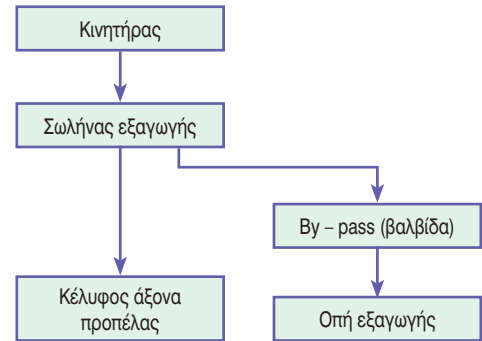 Κινητήρας
Σωλήνας εξαγωγής
By – pass (βαλβίδα)
Κέλυφος άξονα
προπέλας
Οπή εξαγωγής